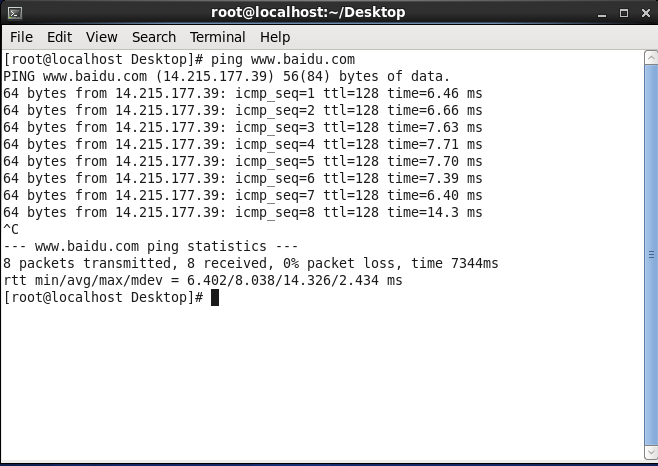 root@localhost:~/Desktop
File Edit View Search Terminal Help
[root@localhost Desktop]# ping www.baidu.com
PING www.baidu.com (14.215.177.39) 56(84) bytes of data.
64 bytes from 14.215.177.39: icmp_seq=1 ttl=128 time=6.46 ms
64 bytes from 14.215.177.39: icmp_seq=2 ttl=128 time=6.66 ms
64 bytes from 14.215.177.39: icmp_seq=3 ttl=128 time=7.63 ms
64 bytes from 14.215.177.39: icmp_seq=4 ttl=128 time=7.71 ms
64 bytes from 14.215.177.39: icmp_seq=5 ttl=128 time=7.70 ms
64 bytes from 14.215.177.39: icmp_seq=6 ttl=128 time=7.39 ms
64 bytes from 14.215.177.39: icmp_seq=7 ttl=128 time=6.40 ms
64 bytes from 14.215.177.39: icmp_seq=8 ttl=128 time=14.3 ms
^C
--- www.baidu.com ping statistics ---
8 packets transmitted, 8 received, 0% packet loss, time 7344ms
rtt min/avg/max/mdev = 6.402/8.038/14.326/2.434 ms
[root@localhost Desktop]#